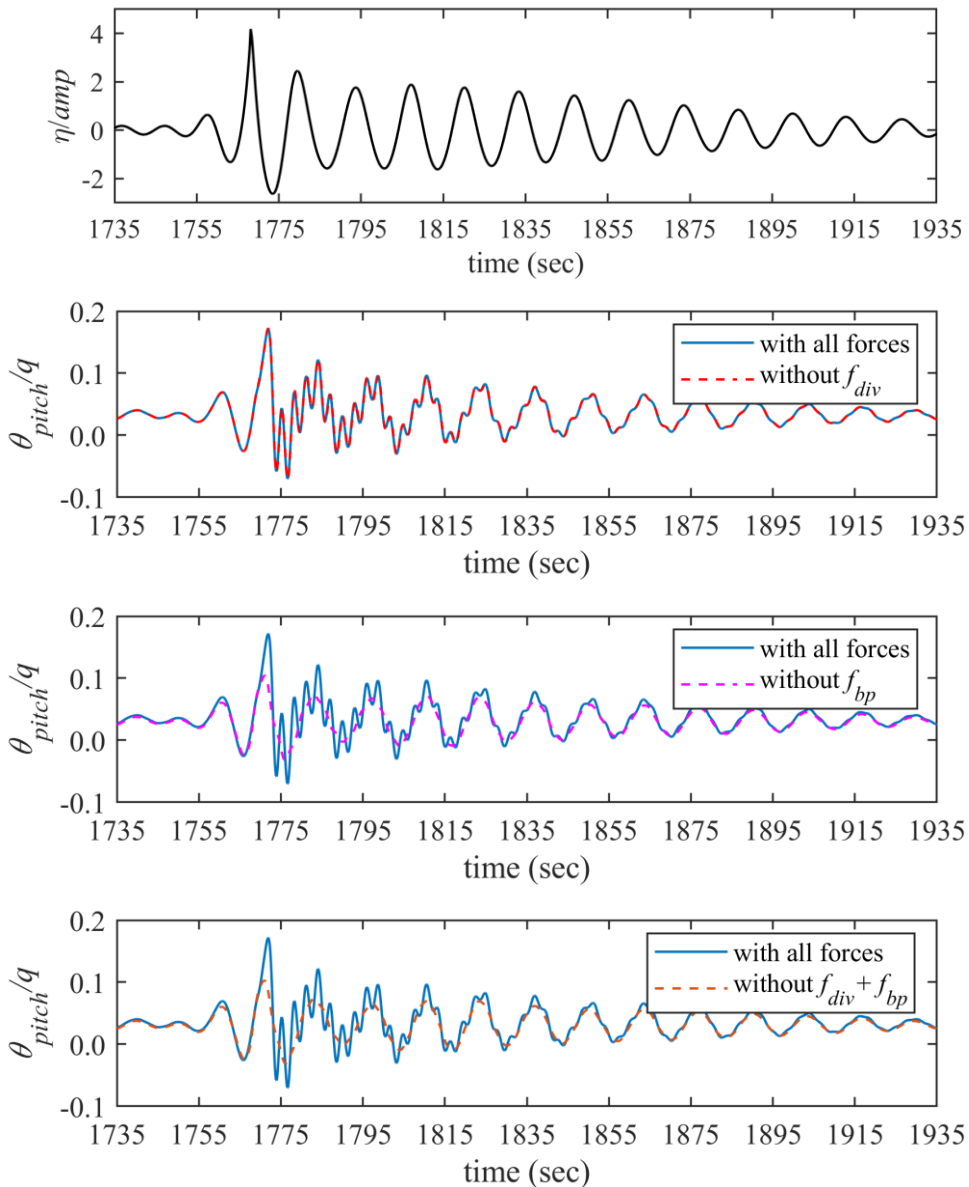 η/amp
4
2
0
-2
1735 1755 1775 1795 1815 1835 1855 1875 1895 1915 1935
time (sec)
θpitch/q
0.2
0.1
0.0
-0.1
with all forces
without fdiv
1735 1755 1775 1795 1815 1835 1855 1875 1895 1915 1935
time (sec)
θpitch/q
0.2
0.1
0.0
-0.1
with all forces
without fbp
1735 1755 1775 1795 1815 1835 1855 1875 1895 1915 1935
time (sec)
θpitch/q
0.2
0.1
0.0
-0.1
with all forces
without fdiv + fbp
1735 1755 1775 1795 1815 1835 1855 1875 1895 1915 1935
time (sec)